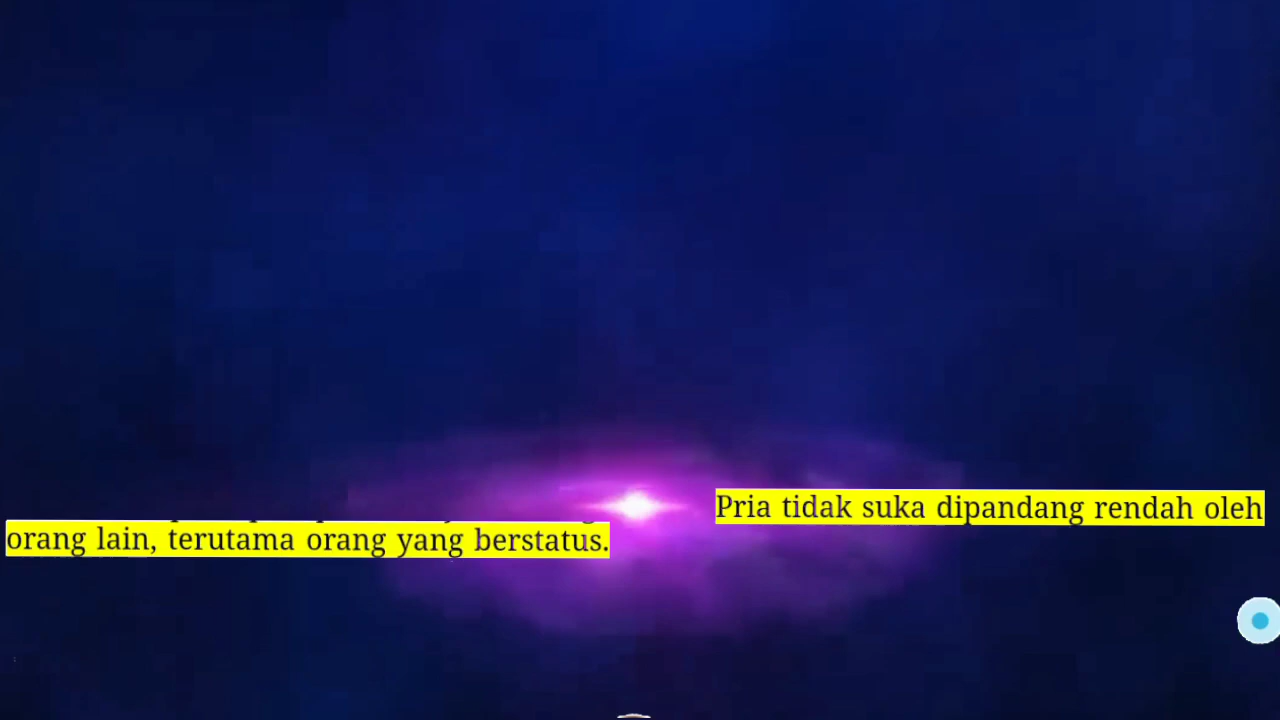 Pria tidak suka dipandang rendah oleh
orang lain, terutama orang yang berstatus.